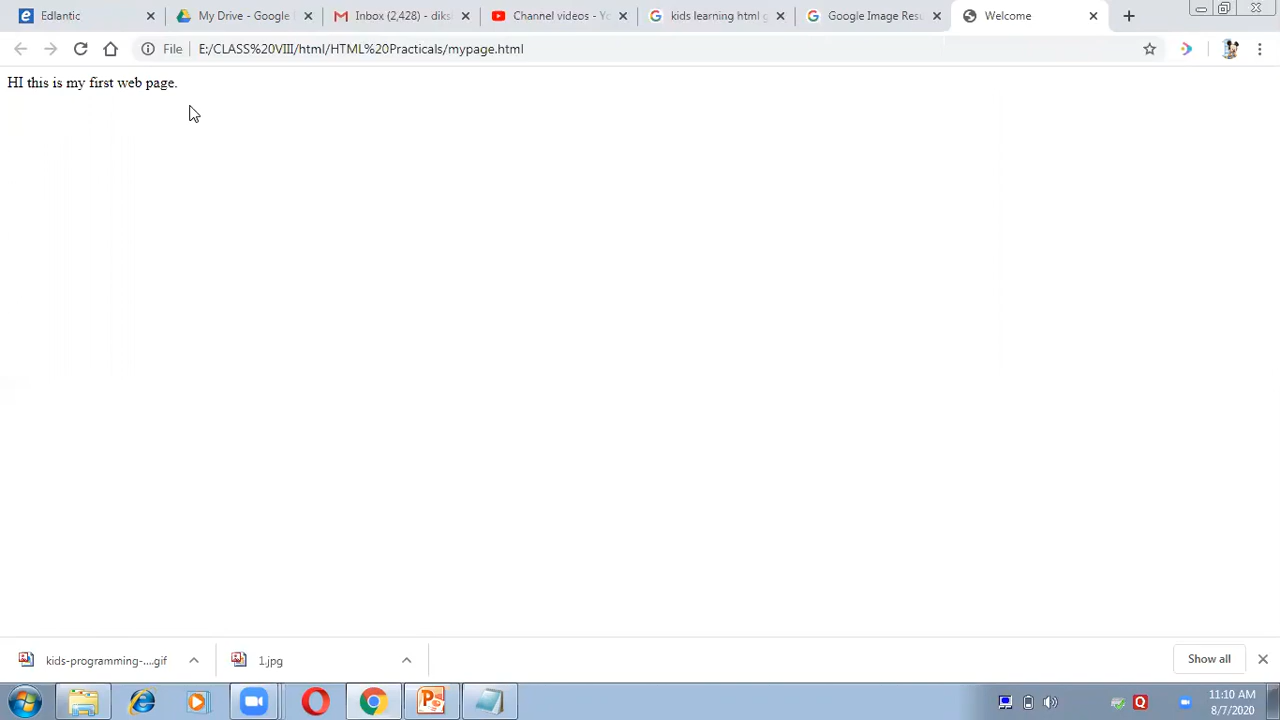 Edlantic
My Drive - Google
Inbox (2,428) - diks
Channel videos - Yo
kids learning html g
Google Image Resu
Welcome
File
E:/CLASS%20VIII/html/HTML%20Practicals/mypage.html
HI this is my first web page.
kids-programming-....gif
1.jpg
Show all
11:10 AM
8/7/2020